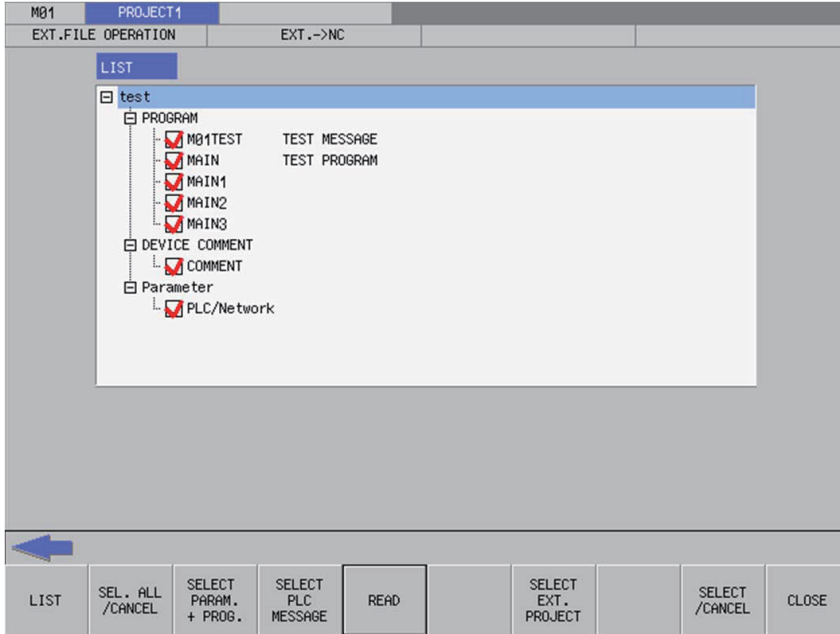 M01 PROJECT1
EXT.FILE OPERATION EXT.->NC
LIST
test
PROGRAM
M01TEST TEST MESSAGE
MAIN TEST PROGRAM
MAIN1
MAIN2
MAIN3
DEVICE COMMENT
COMMENT
Parameter
PLC/Network
LIST
SEL. ALL
/CANCEL
SELECT
PARAM.
+ PROG.
SELECT
PLC
MESSAGE
READ
SELECT
EXT.
PROJECT
SELECT
/CANCEL
CLOSE